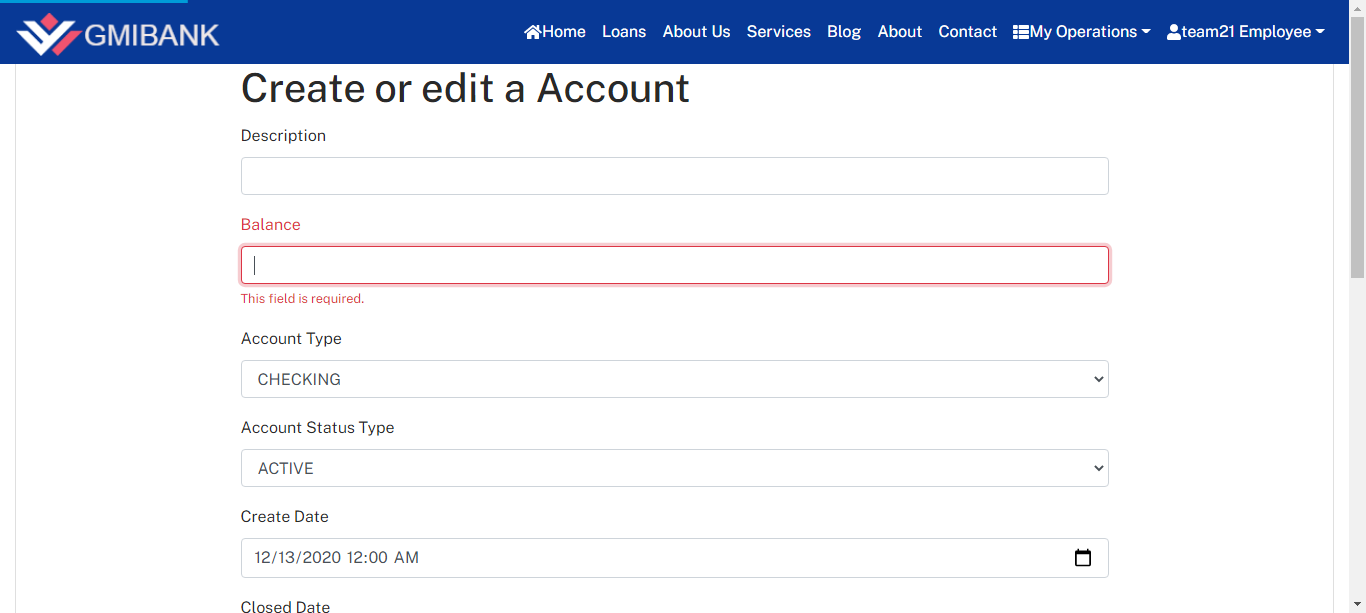 GMIBANK Home Loans About Us Services Blog About Contact My Operations team21 Employee
Create or edit a Account
Description
Balance
This field is required.
Account Type
CHECKING
Account Status Type
ACTIVE
Create Date
12/13/2020 12:00 AM
Closed Date